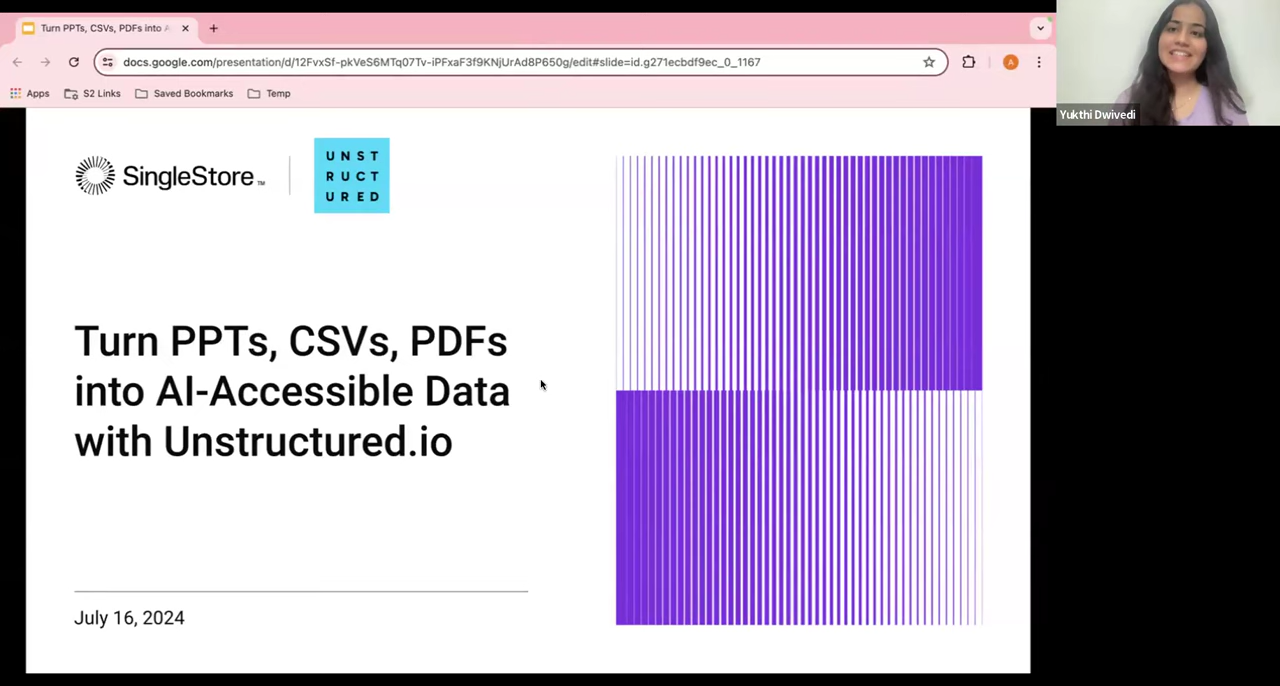 Turn PPTs, CSVs, PDFs into A
docs.google.com/presentation/d/12FvxSf-pkVeS6MTq07Tv-iPFxaF3f9KNjUrAd8P650g/edit#slide=id.g271ecbdf9ec_0_1167
A
Apps
S2 Links
Saved Bookmarks
Temp
Yukthi Dwivedi
SingleStore™
UNST
RUCT
URED
Turn PPTs, CSVs, PDFs
into AI-Accessible Data
with Unstructured.io
July 16, 2024